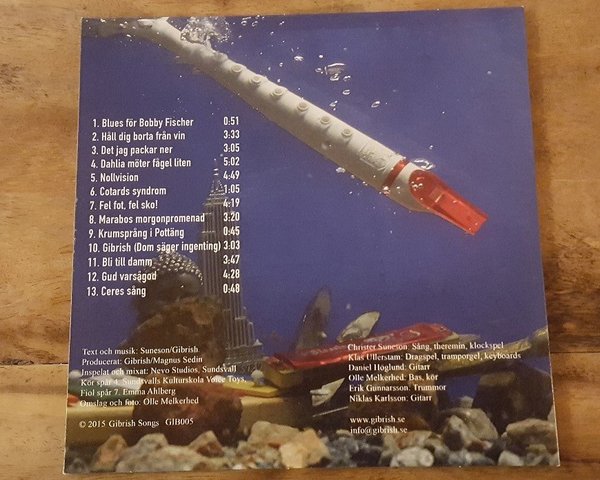 1. Blues för Bobby Fischer 0:51
2. Håll dig borta från vin 3:33
3. Det jag packar ner 3:05
4. Dahlia möter fågel liten 5:02
5. Nollvision 4:49
6. Cotards syndrom 1:05
7. Fel fot, fel sko! 4:19
8. Marabos morgonpromenad 3:20
9. Krumsprång i Pottäng 0:45
10. Gibrish (Dom säger ingenting) 3:03
11. Bli till damm 3:47
12. Gud varsågod 4:28
13. Ceres sång 0:48
Text och musik: Suneson/Gibrish
Producerat: Gibrish/Magnus Sedin
Inspelat och mixat: Nevo Studios, Sundsvall
Kör spår 4: Sundsvalls Kulturskola Voice Toys,
Fiol spår 7. Emma Ahlberg
Omslag och foto: Olle Melkerhed
© 2015 Gibrish Songs GIB005
Christer Suneson Sång, theremin, klockspel
Klas Ullerstam: Dragspel, tramporgel, keyboards
Daniel Höglund: Gitarr
Olle Melkerhed: Bas, kör
Erik Gunnarsson: Trummor
Niklas Karlsson: Gitarr
www.gibrish.se
info@gibrish.se